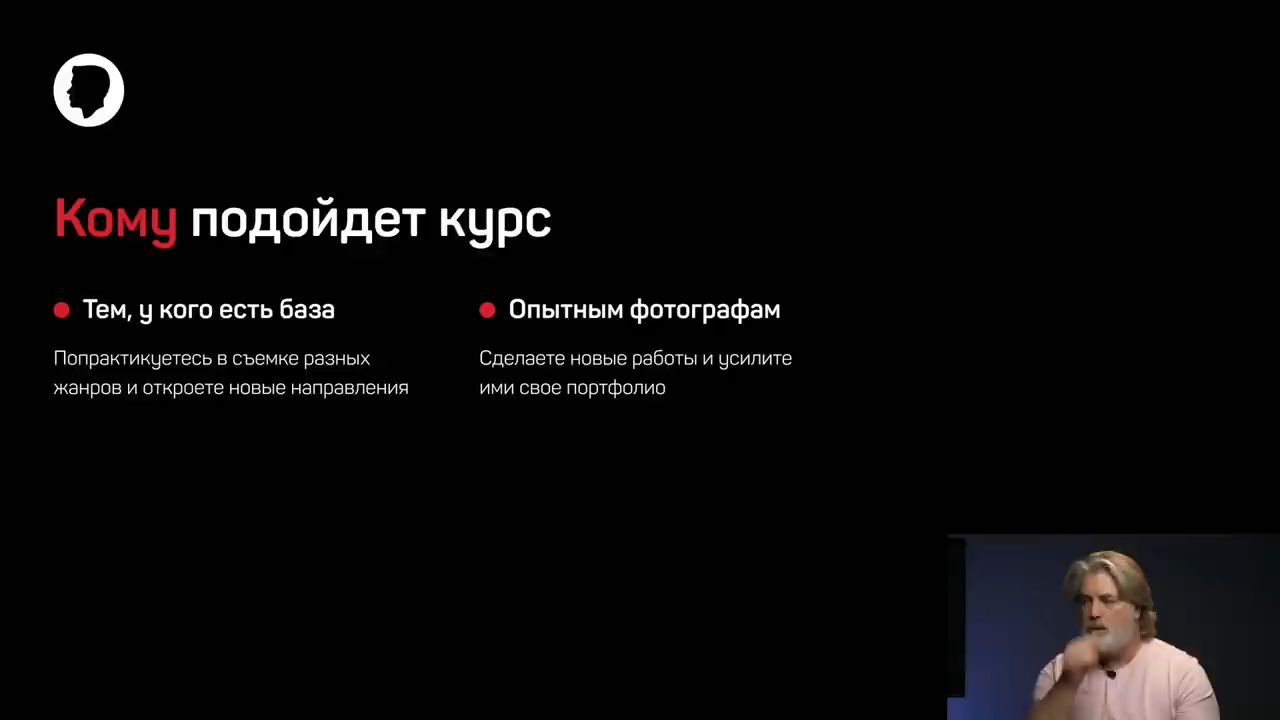 Кому подойдет курс
Тем, у кого есть база
Попрактикуетесь в съемке разных
жанров и откроете новые направления
Опытным фотографам
Сделаете новые работы и усилите
ими свое портфолио